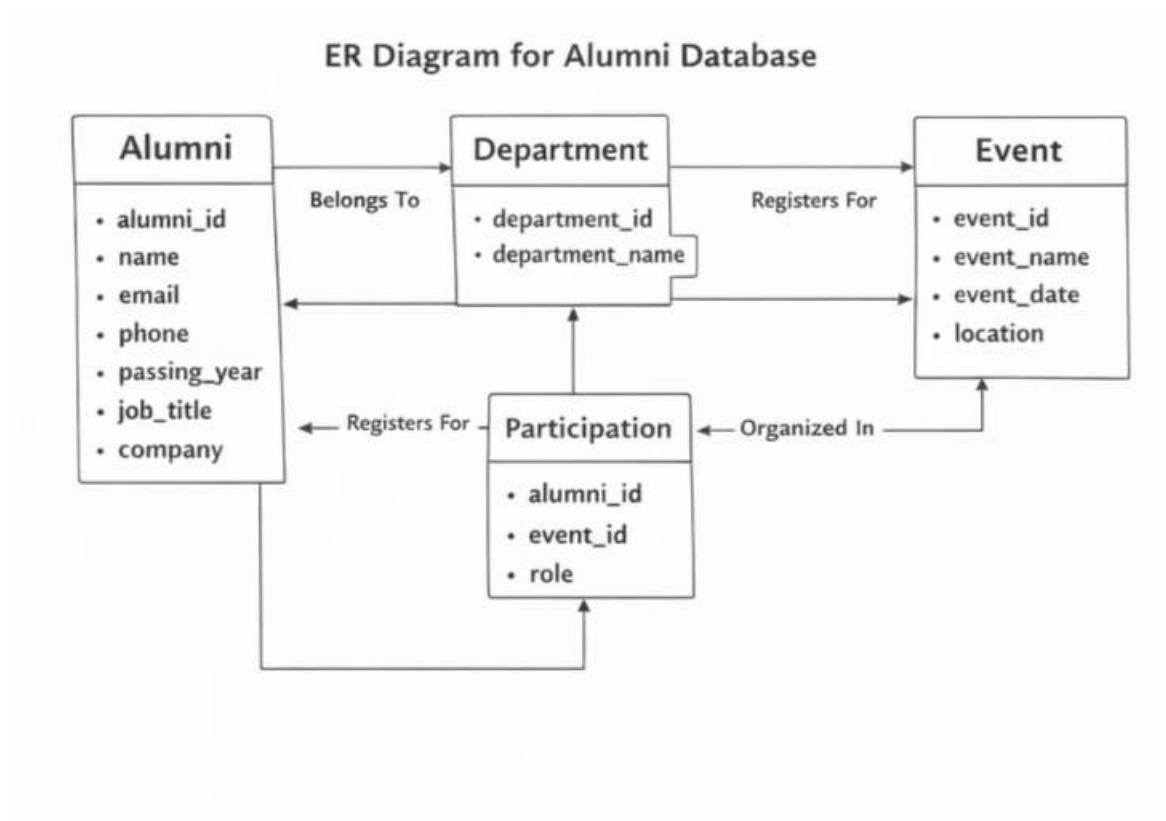 ER Diagram for Alumni Database
Alumni
• alumni_id
• name
• email
• phone
• passing_year
• job_title
• company
Belongs To
Department
• department_id
• department_name
Registers For
Event
• event_id
• event_name
• event_date
• location
Registers For
Participation
• alumni_id
• event_id
• role
Organized In